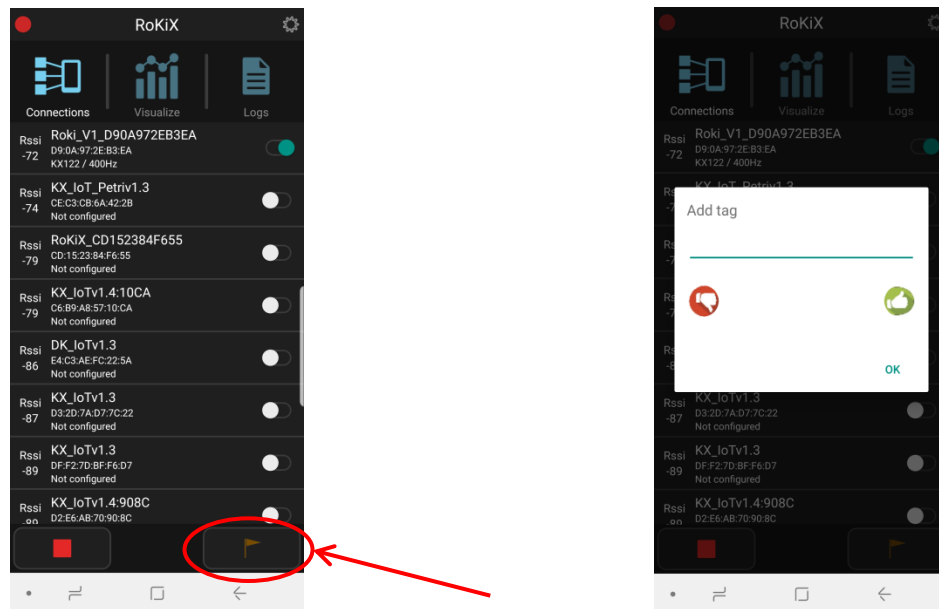 RoKiX
Connections
Visualize
Logs
Rssi
-72
Roki_V1_D90A972EB3EA
D9:0A:97:2E:B3:EA
KX122 / 400Hz
Rssi
-74
KX_IoT_Petriv1.3
CE:C3:CB:6A:42:2B
Not configured
Rssi
-79
RoKiX_CD152384F655
CD:15:23:84:F6:55
Not configured
Rssi
-79
KX_IoTv1.4:10CA
C6:B9:A8:57:10:CA
Not configured
Rssi
-86
DK_IoTv1.3
E4:C3:AE:FC:22:5A
Not configured
Rssi
-87
KX_IoTv1.3
D3:2D:7A:D7:7C:22
Not configured
Rssi
-89
KX_IoTv1.3
DF:F2:7D:BF:F6:D7
Not configured
Rssi
-89
KX_IoTv1.4:908C
D2:E6:AB:70:90:8C
RoKiX
Connections
Visualize
Logs
Rssi
-72
Roki_V1_D90A972EB3EA
D9:0A:97:2E:B3:EA
KX122 / 400Hz
KX_IoT_Petriv1.3
Add tag
OK
Rssi
-87
KX_IoTv1.3
D3:2D:7A:D7:7C:22
Not configured
Rssi
-89
KX_IoTv1.3
DF:F2:7D:BF:F6:D7
Not configured
Rssi
-89
KX_IoTv1.4:908C
D2:E6:AB:70:90:8C